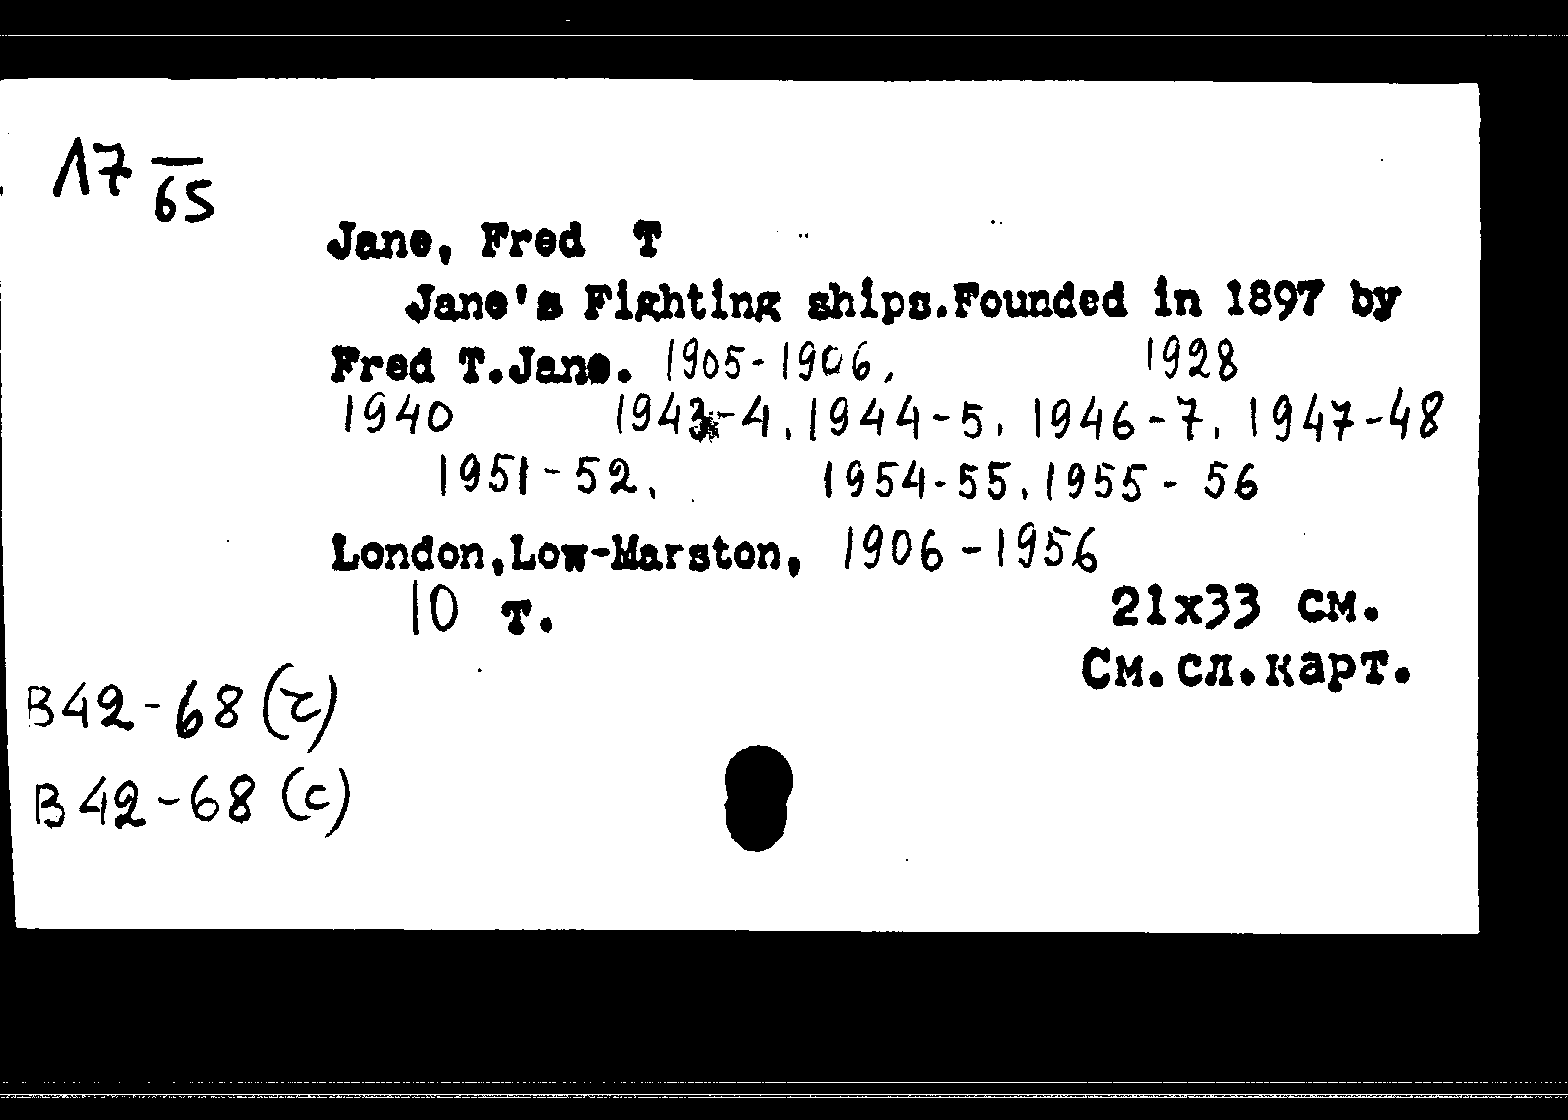 Л7 —/65
Jane, Fred T
Jane's Fighting ships.Founded in 1897 by
Fred T.Jane. 1905-1906, 1928
1940 1943-4, 1944-5, 1946-7, 1947-48
1951-52, 1954-55, 1955-56
London,Low-Marston, 1906-1956
10 т. 21x33 см.
См.сл.карт.
B42-68 (г)
B42-68 (c)